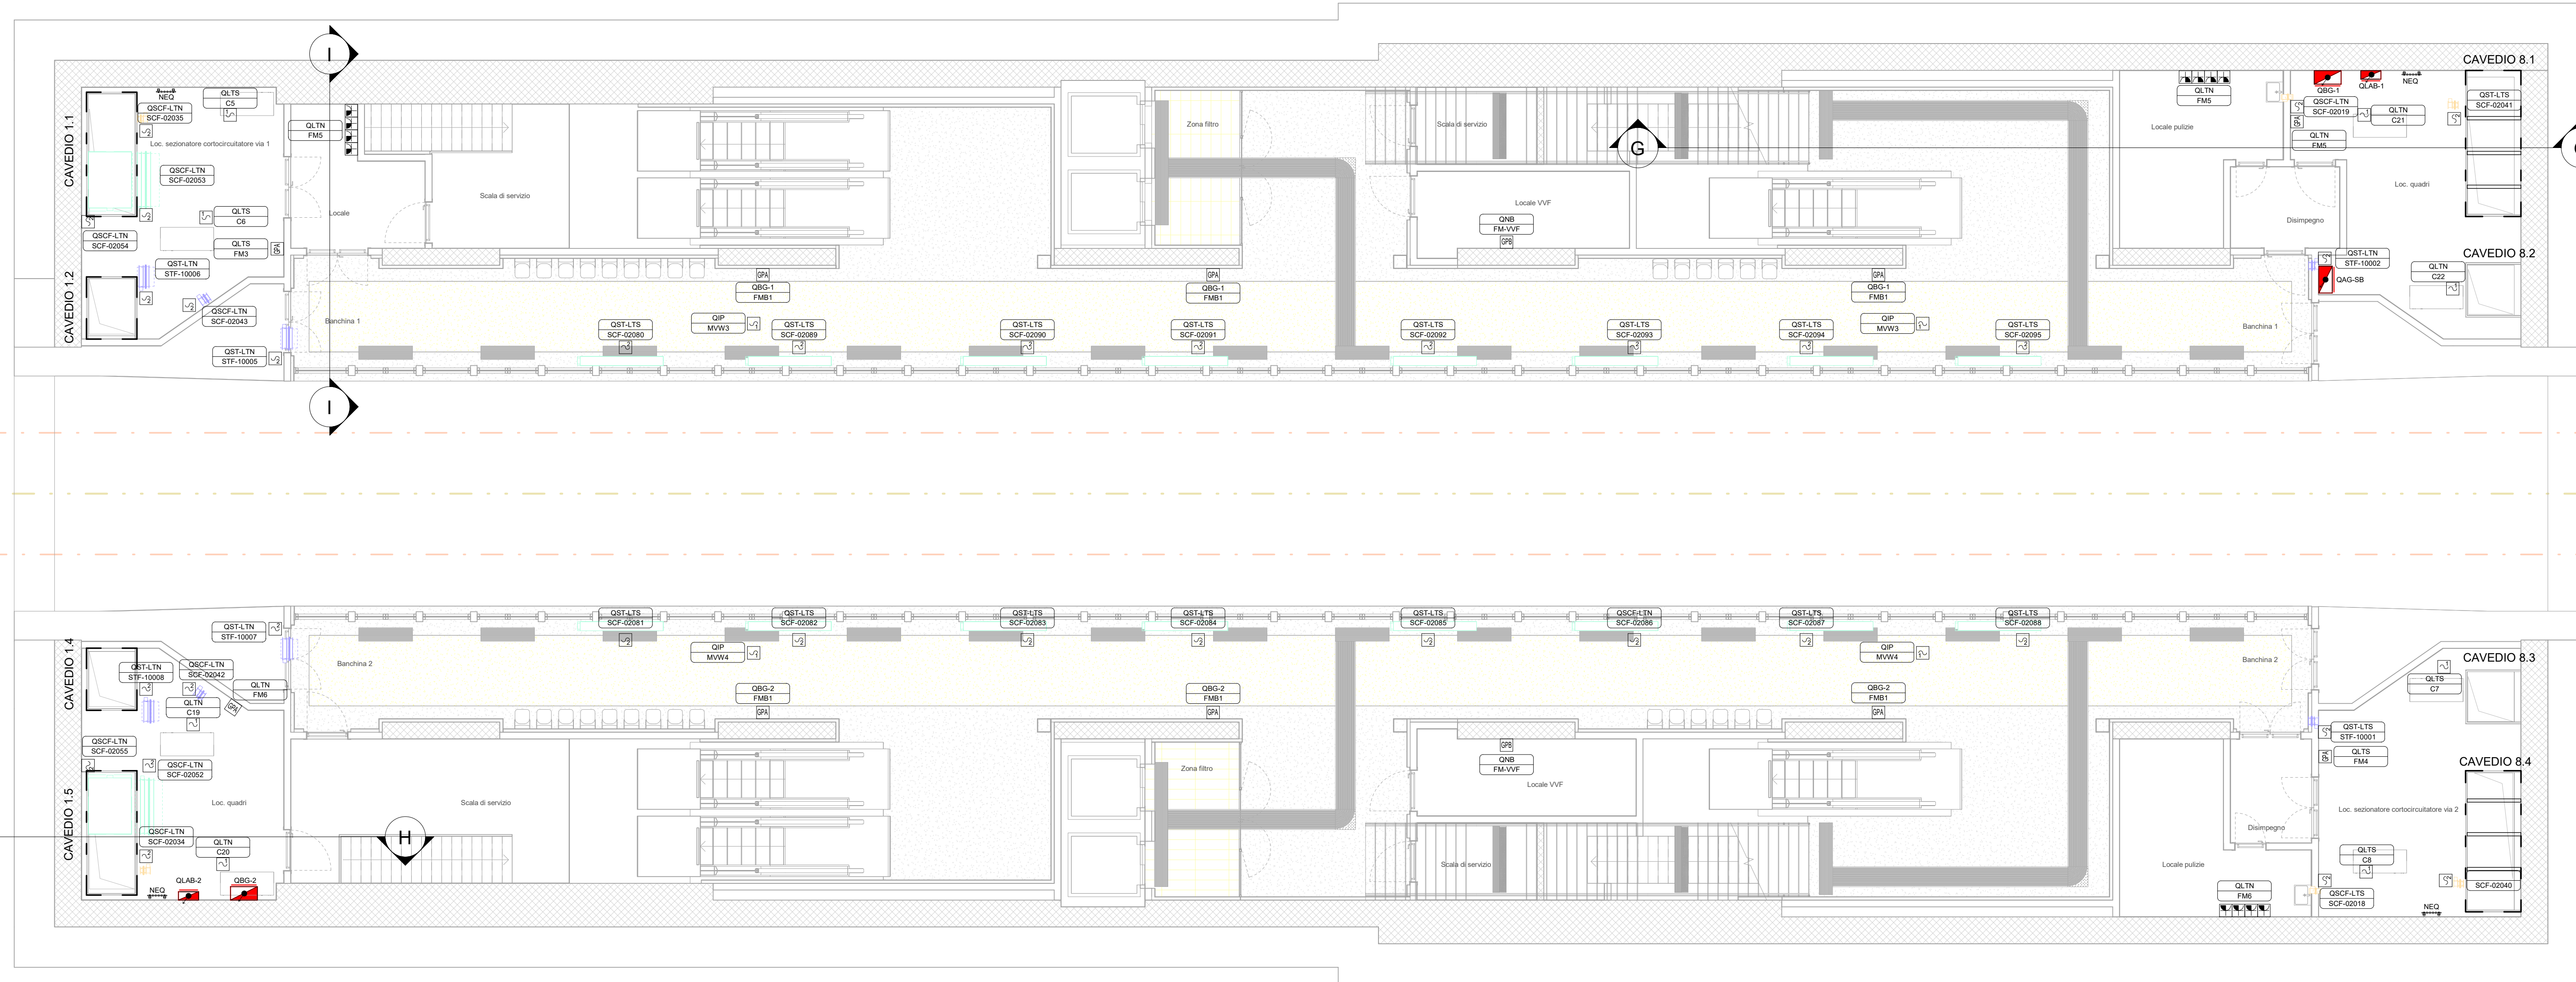 I
CAVEDIO 8.1
CAVEDIO 1.1
NEQ
QSCF-LTN
SCF-02035
QLTS
C5
Loc. sezionatore cortocircuitatore via 1
QSCF-LTN
SCF-02053
QLTS
C6
QSCF-LTN
SCF-02054
QLTS
FM3
GPA
QLTN
FM5
Locale
Scala di servizio
Zona filtro
Scala di servizio
G
Locale VVF
QNB
FM-VVF
GPB
QLTN
FM5
Locale pulizie
QBG-1
QLAB-1
NEQ
QSCF-LTN
SCF-02019
GPA
QLTN
C21
QLTN
FM5
QST-LTS
SCF-02041
Loc. quadri
Disimpegno
CAVEDIO 8.2
CAVEDIO 1.2
QST-LTN
STF-10006
QSCF-LTN
SCF-02043
QST-LTN
STF-10005
Banchina 1
GPA
QBG-1
FMB1
GPA
QBG-1
FMB1
GPA
QBG-1
FMB1
QIP
MVW3
QIP
MVW3
QST-LTS
SCF-02080
QST-LTS
SCF-02089
QST-LTS
SCF-02090
QST-LTS
SCF-02091
QST-LTS
SCF-02092
QST-LTS
SCF-02093
QST-LTS
SCF-02094
QST-LTS
SCF-02095
Banchina 1
QST-LTN
STF-10002
QAG-SB
QLTN
C22
I
QST-LTS
SCF-02081
QST-LTS
SCF-02082
QST-LTS
SCF-02083
QST-LTS
SCF-02084
QST-LTS
SCF-02085
QSCF-LTN
SCF-02086
QST-LTS
SCF-02087
QST-LTS
SCF-02088
QST-LTN
STF-10007
CAVEDIO 1.4
QST-LTN
STF-10008
QSCF-LTN
SCF-02042
QLTN
FM6
GPA
QLTN
C19
Banchina 2
QIP
MVW4
QIP
MVW4
QBG-2
FMB1
GPA
QBG-2
FMB1
GPA
QBG-2
FMB1
GPA
Banchina 2
CAVEDIO 8.3
QLTS
C7
QST-LTS
STF-10001
GPA
QLTS
FM4
CAVEDIO 8.4
CAVEDIO 1.5
QSCF-LTN
SCF-02055
QSCF-LTN
SCF-02052
Loc. quadri
Scala di servizio
H
QSCF-LTN
SCF-02034
QLTN
C20
NEQ
QLAB-2
QBG-2
Zona filtro
GPB
QNB
FM-VVF
Locale VVF
Scala di servizio
Locale pulizie
Disimpegno
QLTN
FM6
Loc. sezionatore cortocircuitatore via 2
QLTS
C8
QSCF-LTS
SCF-02018
SCF-02040
NEQ